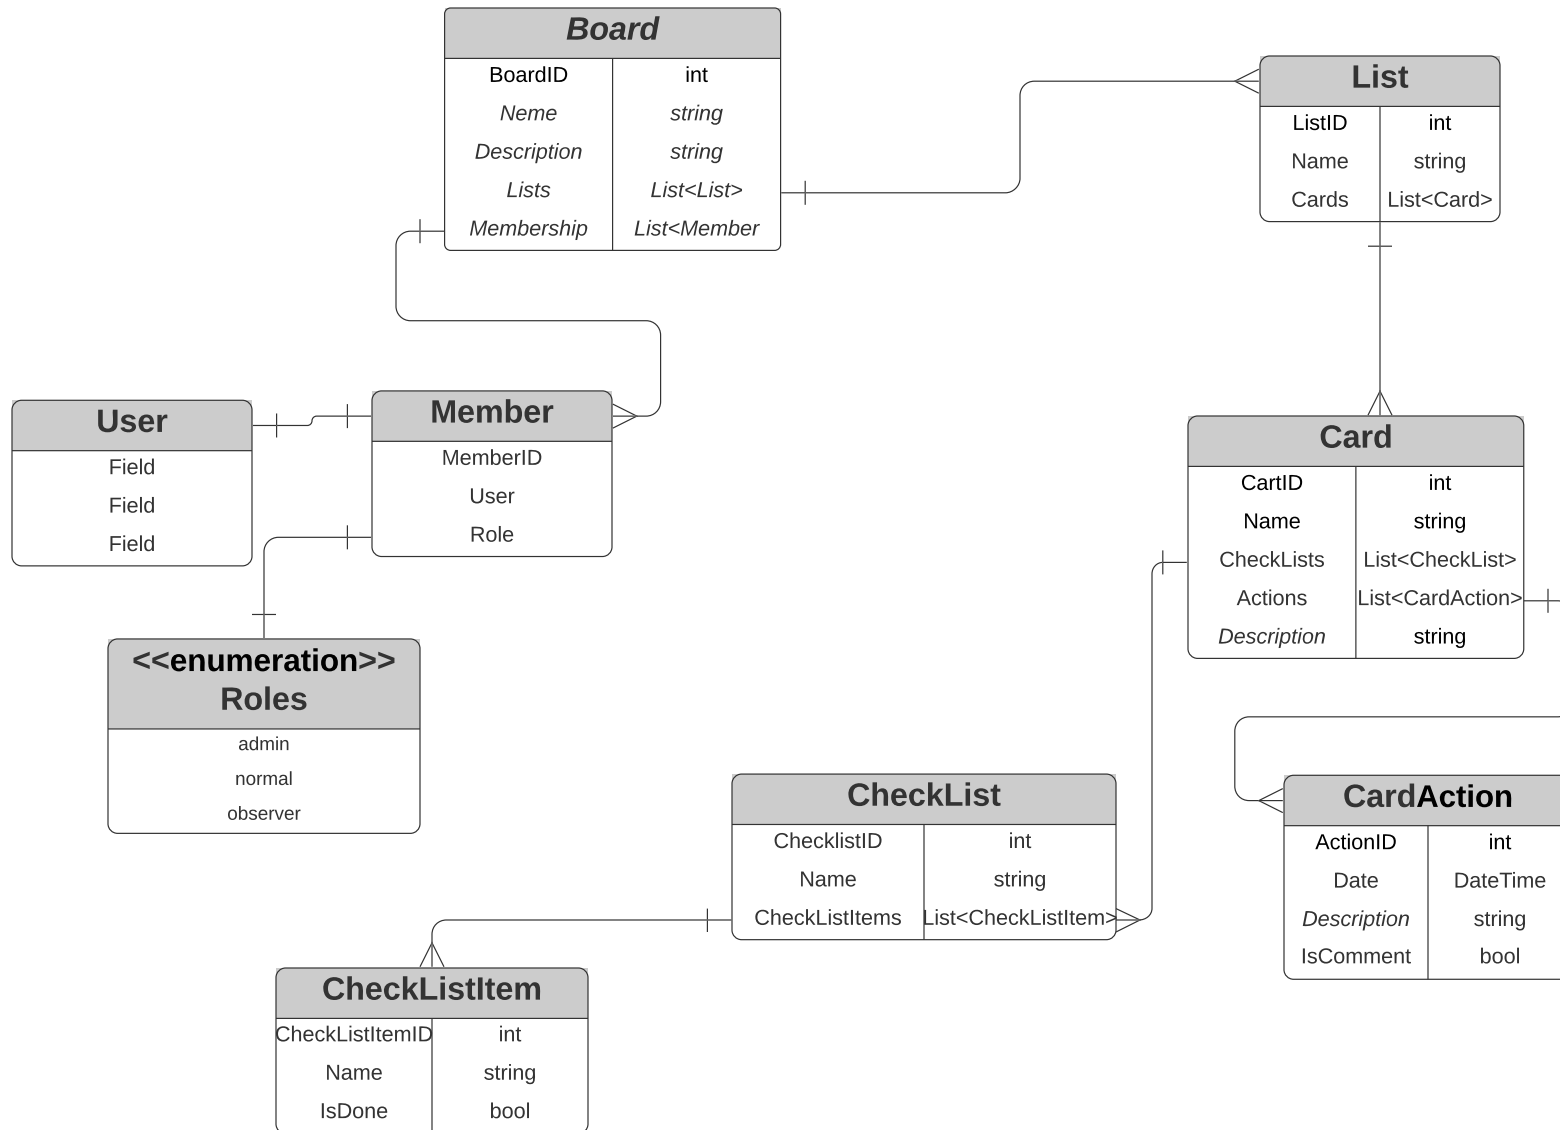 Board
BoardID int
Neme string
Description string
Lists List<List>
Membership List<Member
List
ListID int
Name string
Cards List<Card>
User
Field
Field
Field
Member
MemberID
User
Role
Card
CartID int
Name string
CheckLists List<CheckList>
Actions List<CardAction>
Description string
<<enumeration>>
Roles
admin
normal
observer
CheckList
ChecklistID int
Name string
CheckListItems List<CheckListItem>
CardAction
ActionID int
Date DateTime
Description string
IsComment bool
CheckListItem
CheckListItemID int
Name string
IsDone bool